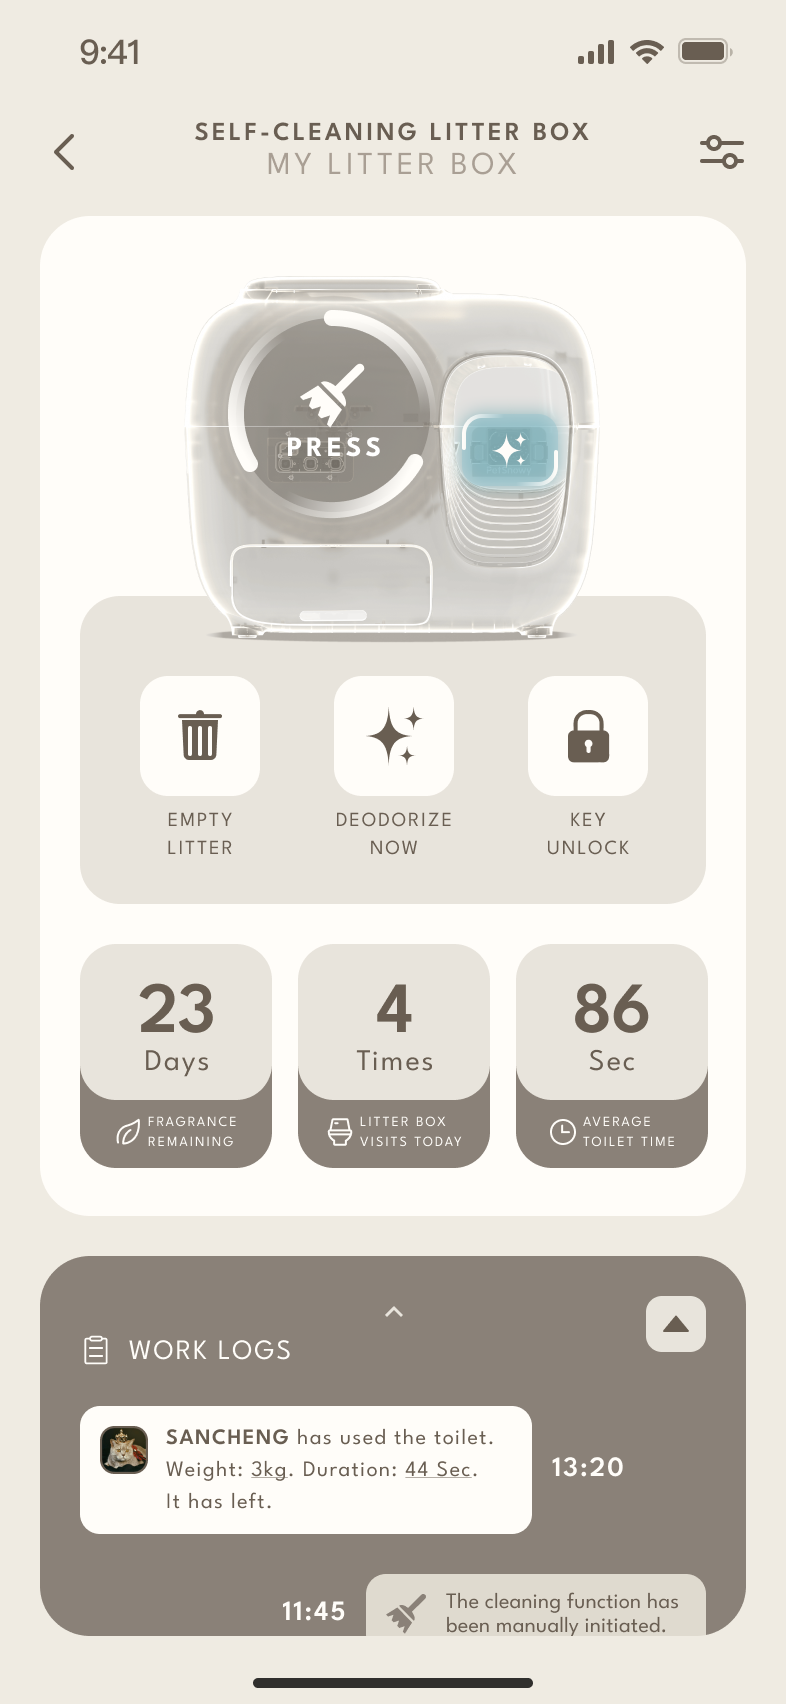 9:41
SELF-CLEANING LITTER BOX
MY LITTER BOX
PRESS
EMPTY
LITTER
DEODORIZE
NOW
KEY
UNLOCK
23
Days
FRAGRANCE
REMAINING
4
Times
LITTER BOX
VISITS TODAY
86
Sec
AVERAGE
TOILET TIME
WORK LOGS
SANCHENG has used the toilet.
Weight: 3kg. Duration: 44 Sec.
It has left.
13:20
11:45
The cleaning function has
been manually initiated.